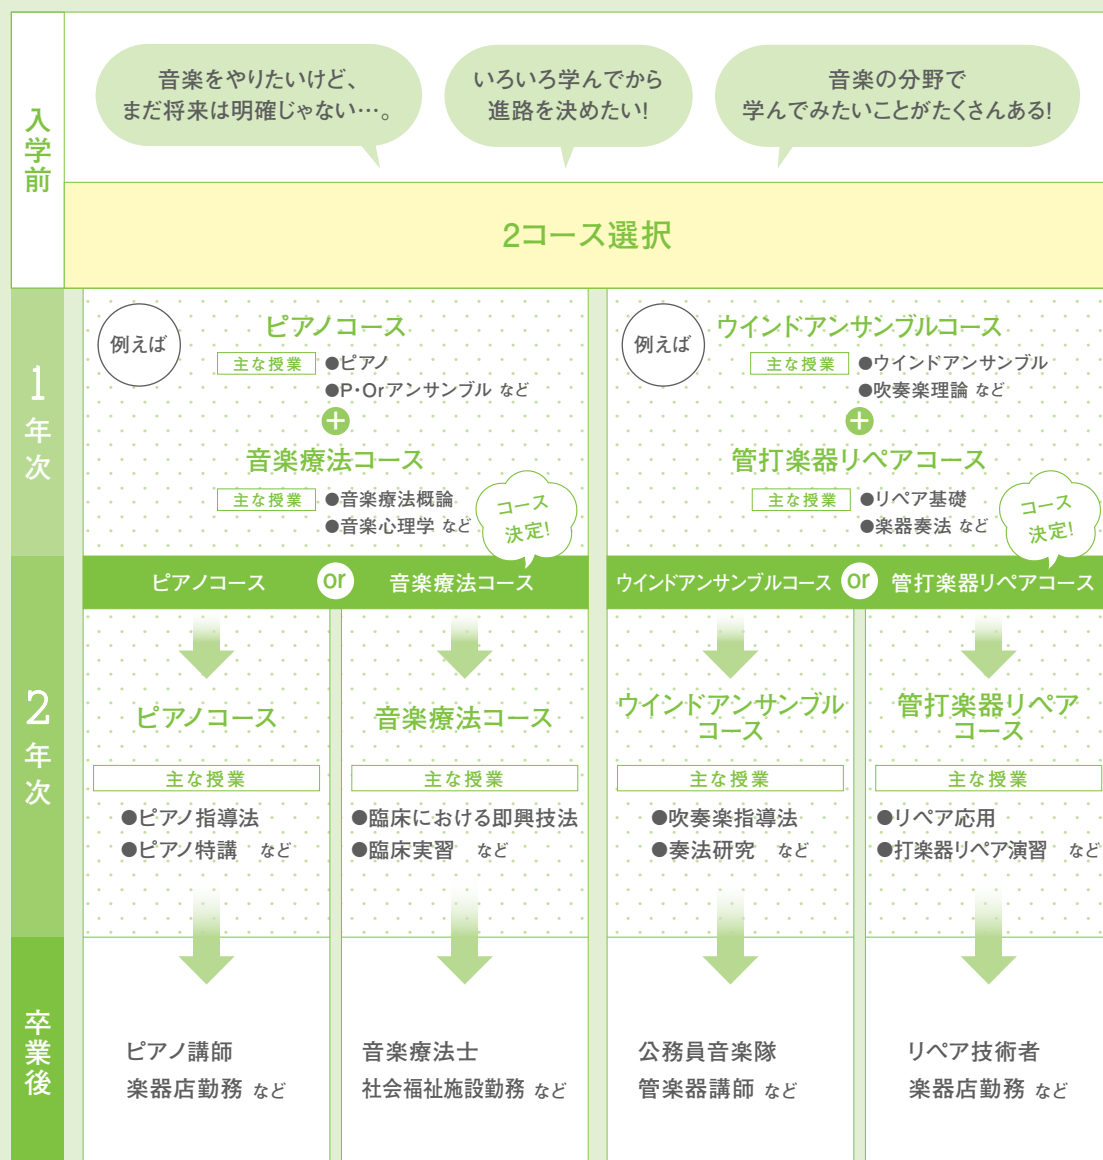 入学前
音楽をやりたいけど、
まだ将来は明確じゃない…。
いろいろ学んでから
進路を決めたい!
音楽の分野で
学んでみたいことがたくさんある!
2コース選択
1年次
例えば
ピアノコース
主な授業
●ピアノ
●P・Orアンサンブル など
+
音楽療法コース
主な授業
●音楽療法概論
●音楽心理学 など
コース
決定!
例えば
ウインドアンサンブルコース
主な授業
●ウインドアンサンブル
●吹奏楽理論 など
+
管打楽器リペアコース
主な授業
●リペア基礎
●楽器奏法 など
コース
決定!
ピアノコース or 音楽療法コース
ウインドアンサンブルコース or 管打楽器リペアコース
2年次
ピアノコース
主な授業
●ピアノ指導法
●ピアノ特講 など
音楽療法コース
主な授業
●臨床における即興技法
●臨床実習 など
ウインドアンサンブル
コース
主な授業
●吹奏楽指導法
●奏法研究 など
管打楽器リペア
コース
主な授業
●リペア応用
●打楽器リペア演習 など
卒業後
ピアノ講師
楽器店勤務 など
音楽療法士
社会福祉施設勤務 など
公務員音楽隊
管楽器講師 など
リペア技術者
楽器店勤務 など